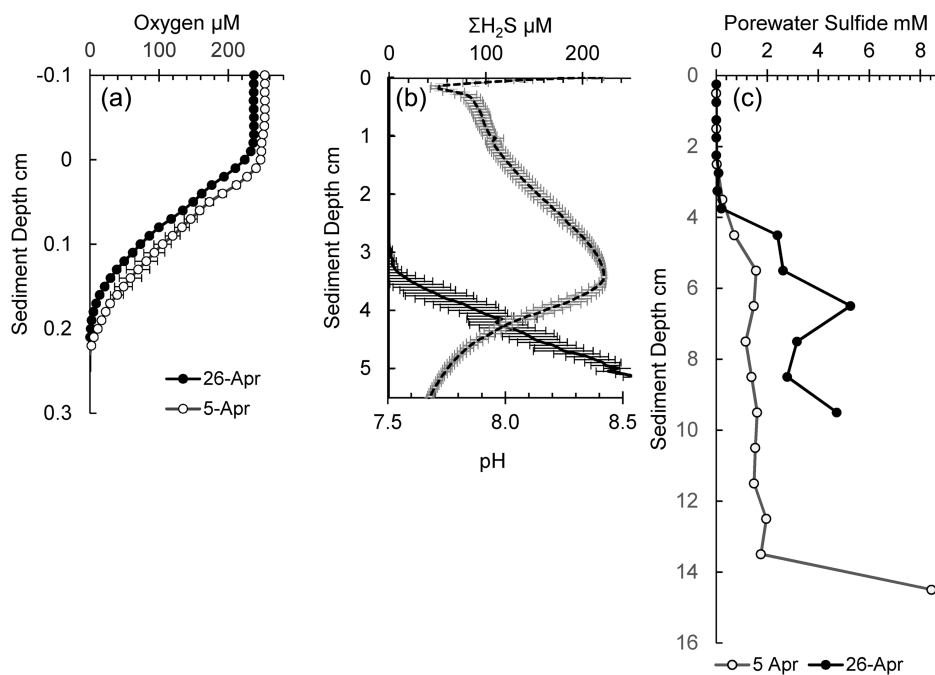 Oxygen µM
0 100 200
-0.1
0
0.1
0.2
0.3
Sediment Depth cm
(a)
26-Apr
5-Apr
ΣH₂S µM
0 100 200
0
1
2
3
4
5
Sediment Depth cm
(b)
7.5 8.0 8.5
pH
Porewater Sulfide mM
0 2 4 6 8
0
2
4
6
8
10
12
14
16
Sediment Depth cm
(c)
5 Apr 26-Apr